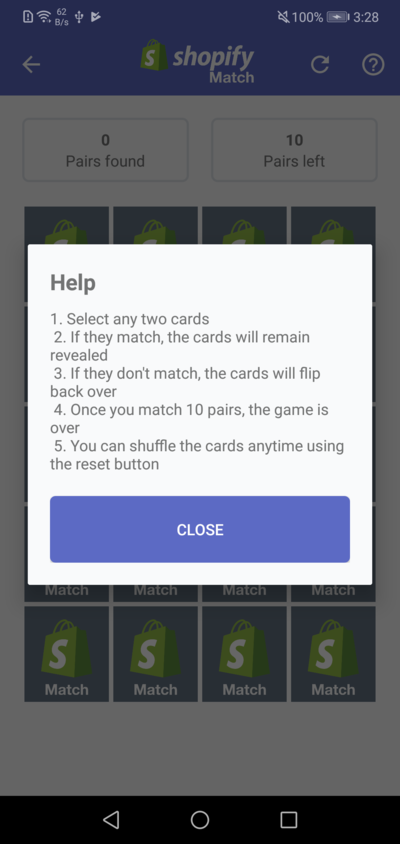 62
B/s
100%
3:28
S shopify
Match
0
Pairs found
10
Pairs left
S S S S
Help
1. Select any two cards
2. If they match, the cards will remain
revealed
3. If they don't match, the cards will flip
back over
4. Once you match 10 pairs, the game is
over
5. You can shuffle the cards anytime using
the reset button
CLOSE
Match Match Match Match
S S S S
Match Match Match Match